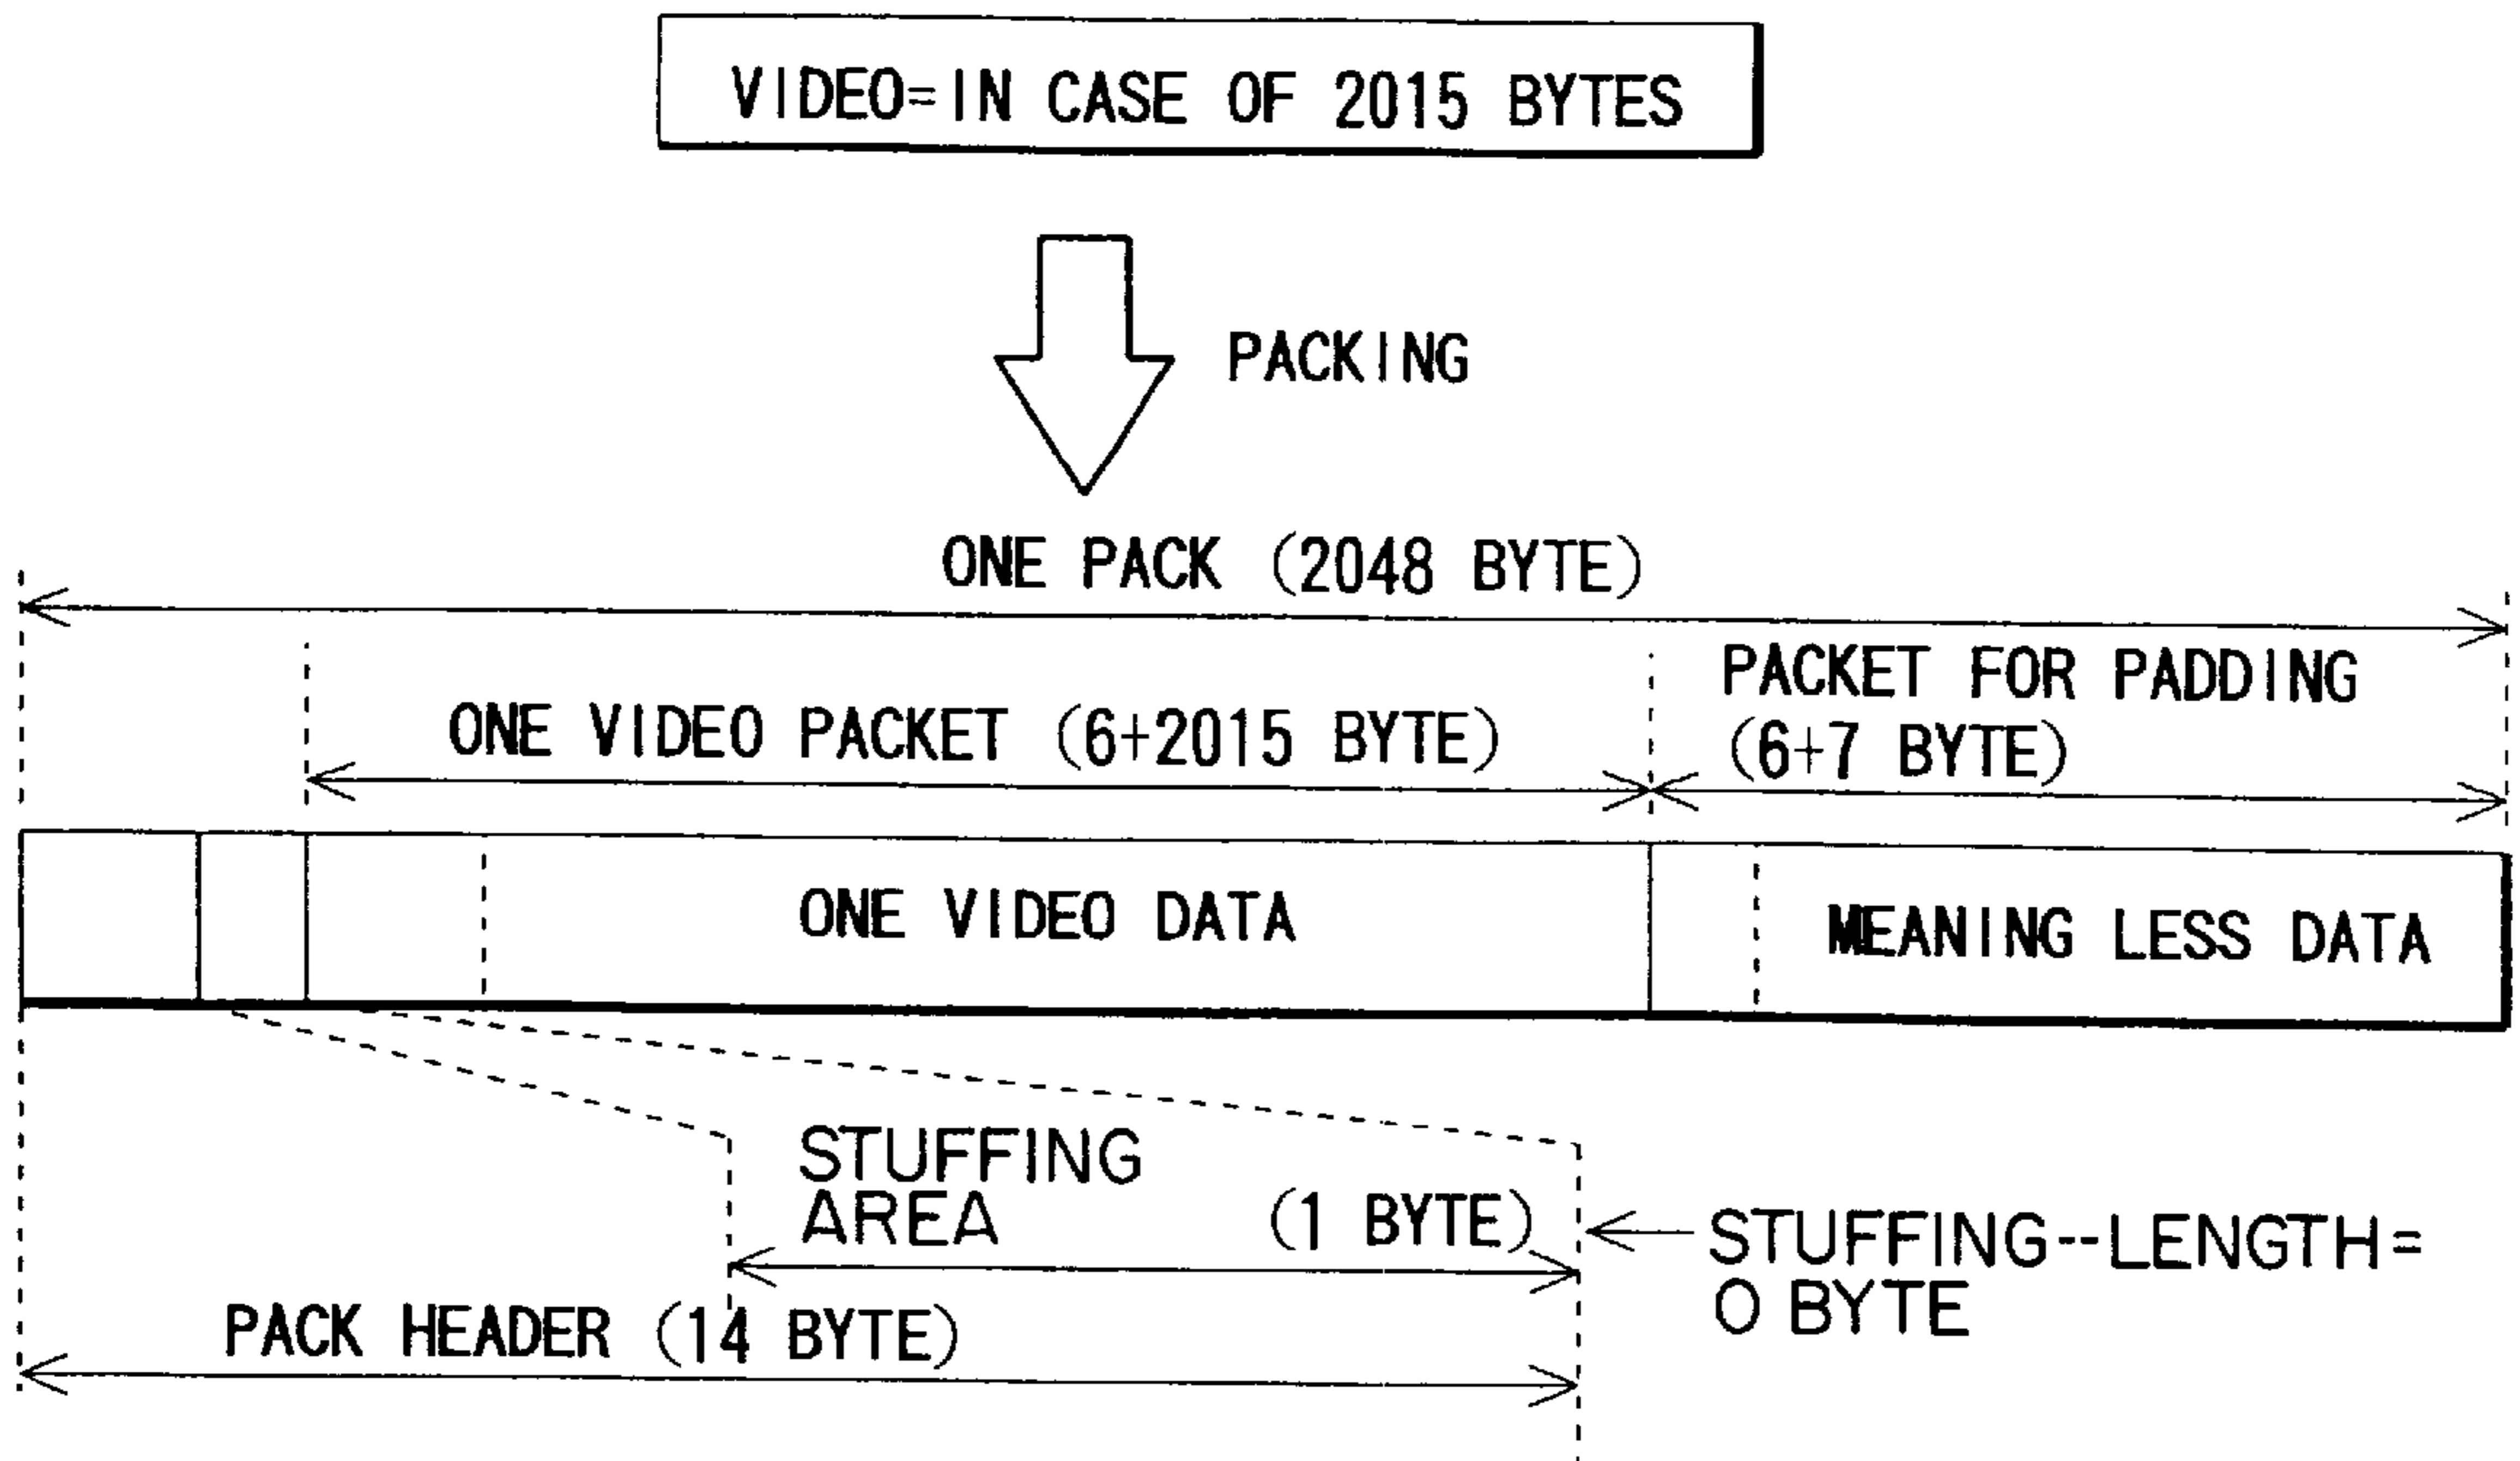 VIDEO=IN CASE OF 2015 BYTES
PACKING
ONE PACK (2048 BYTE)
PACKET FOR PADDING
(6+7 BYTE)
ONE VIDEO PACKET (6+2015 BYTE)
ONE VIDEO DATA
MEANING LESS DATA
STUFFING
AREA (1 BYTE)
STUFFING--LENGTH=
0 BYTE
PACK HEADER (14 BYTE)